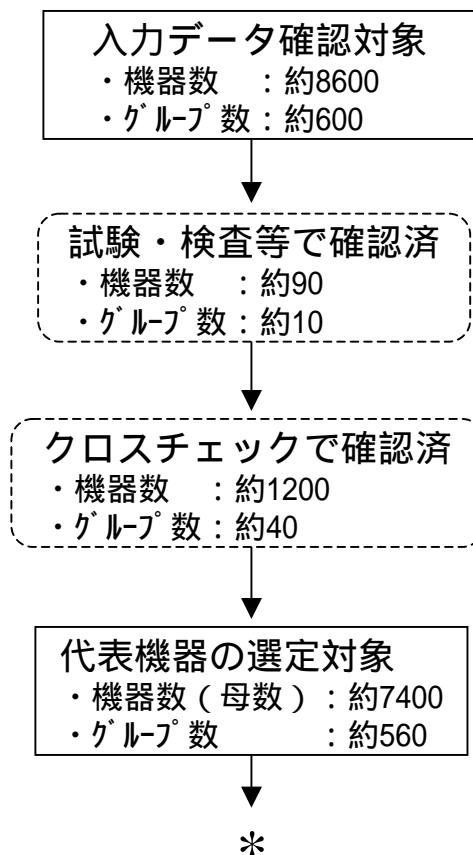 入力データ確認対象
・機器数　：約8600
・ｸﾞﾙｰﾌﾟ数：約600
試験・検査等で確認済
・機器数　：約90
・ｸﾞﾙｰﾌﾟ数：約10
クロスチェックで確認済
・機器数　：約1200
・ｸﾞﾙｰﾌﾟ数：約40
代表機器の選定対象
・機器数（母数）：約7400
・ｸﾞﾙｰﾌﾟ数　　　：約560
＊